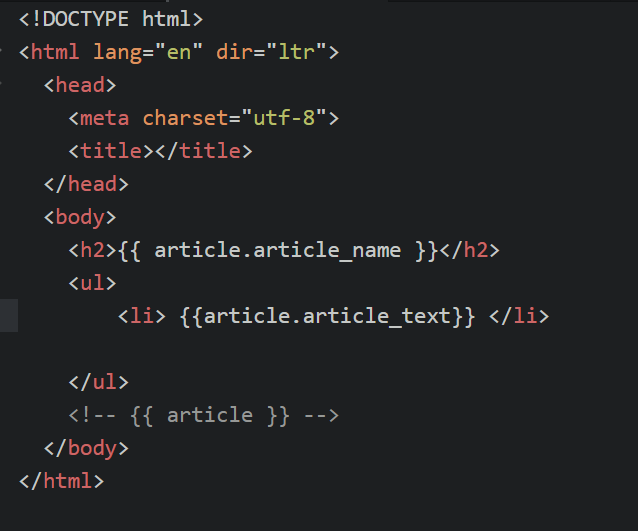 <!DOCTYPE html>
<html lang="en" dir="ltr">
<head>
<meta charset="utf-8">
<title></title>
</head>
<body>
<h2>{{ article.article_name }}</h2>
<ul>
<li> {{article.article_text}} </li>
</ul>
<!-- {{ article }} -->
</body>
</html>